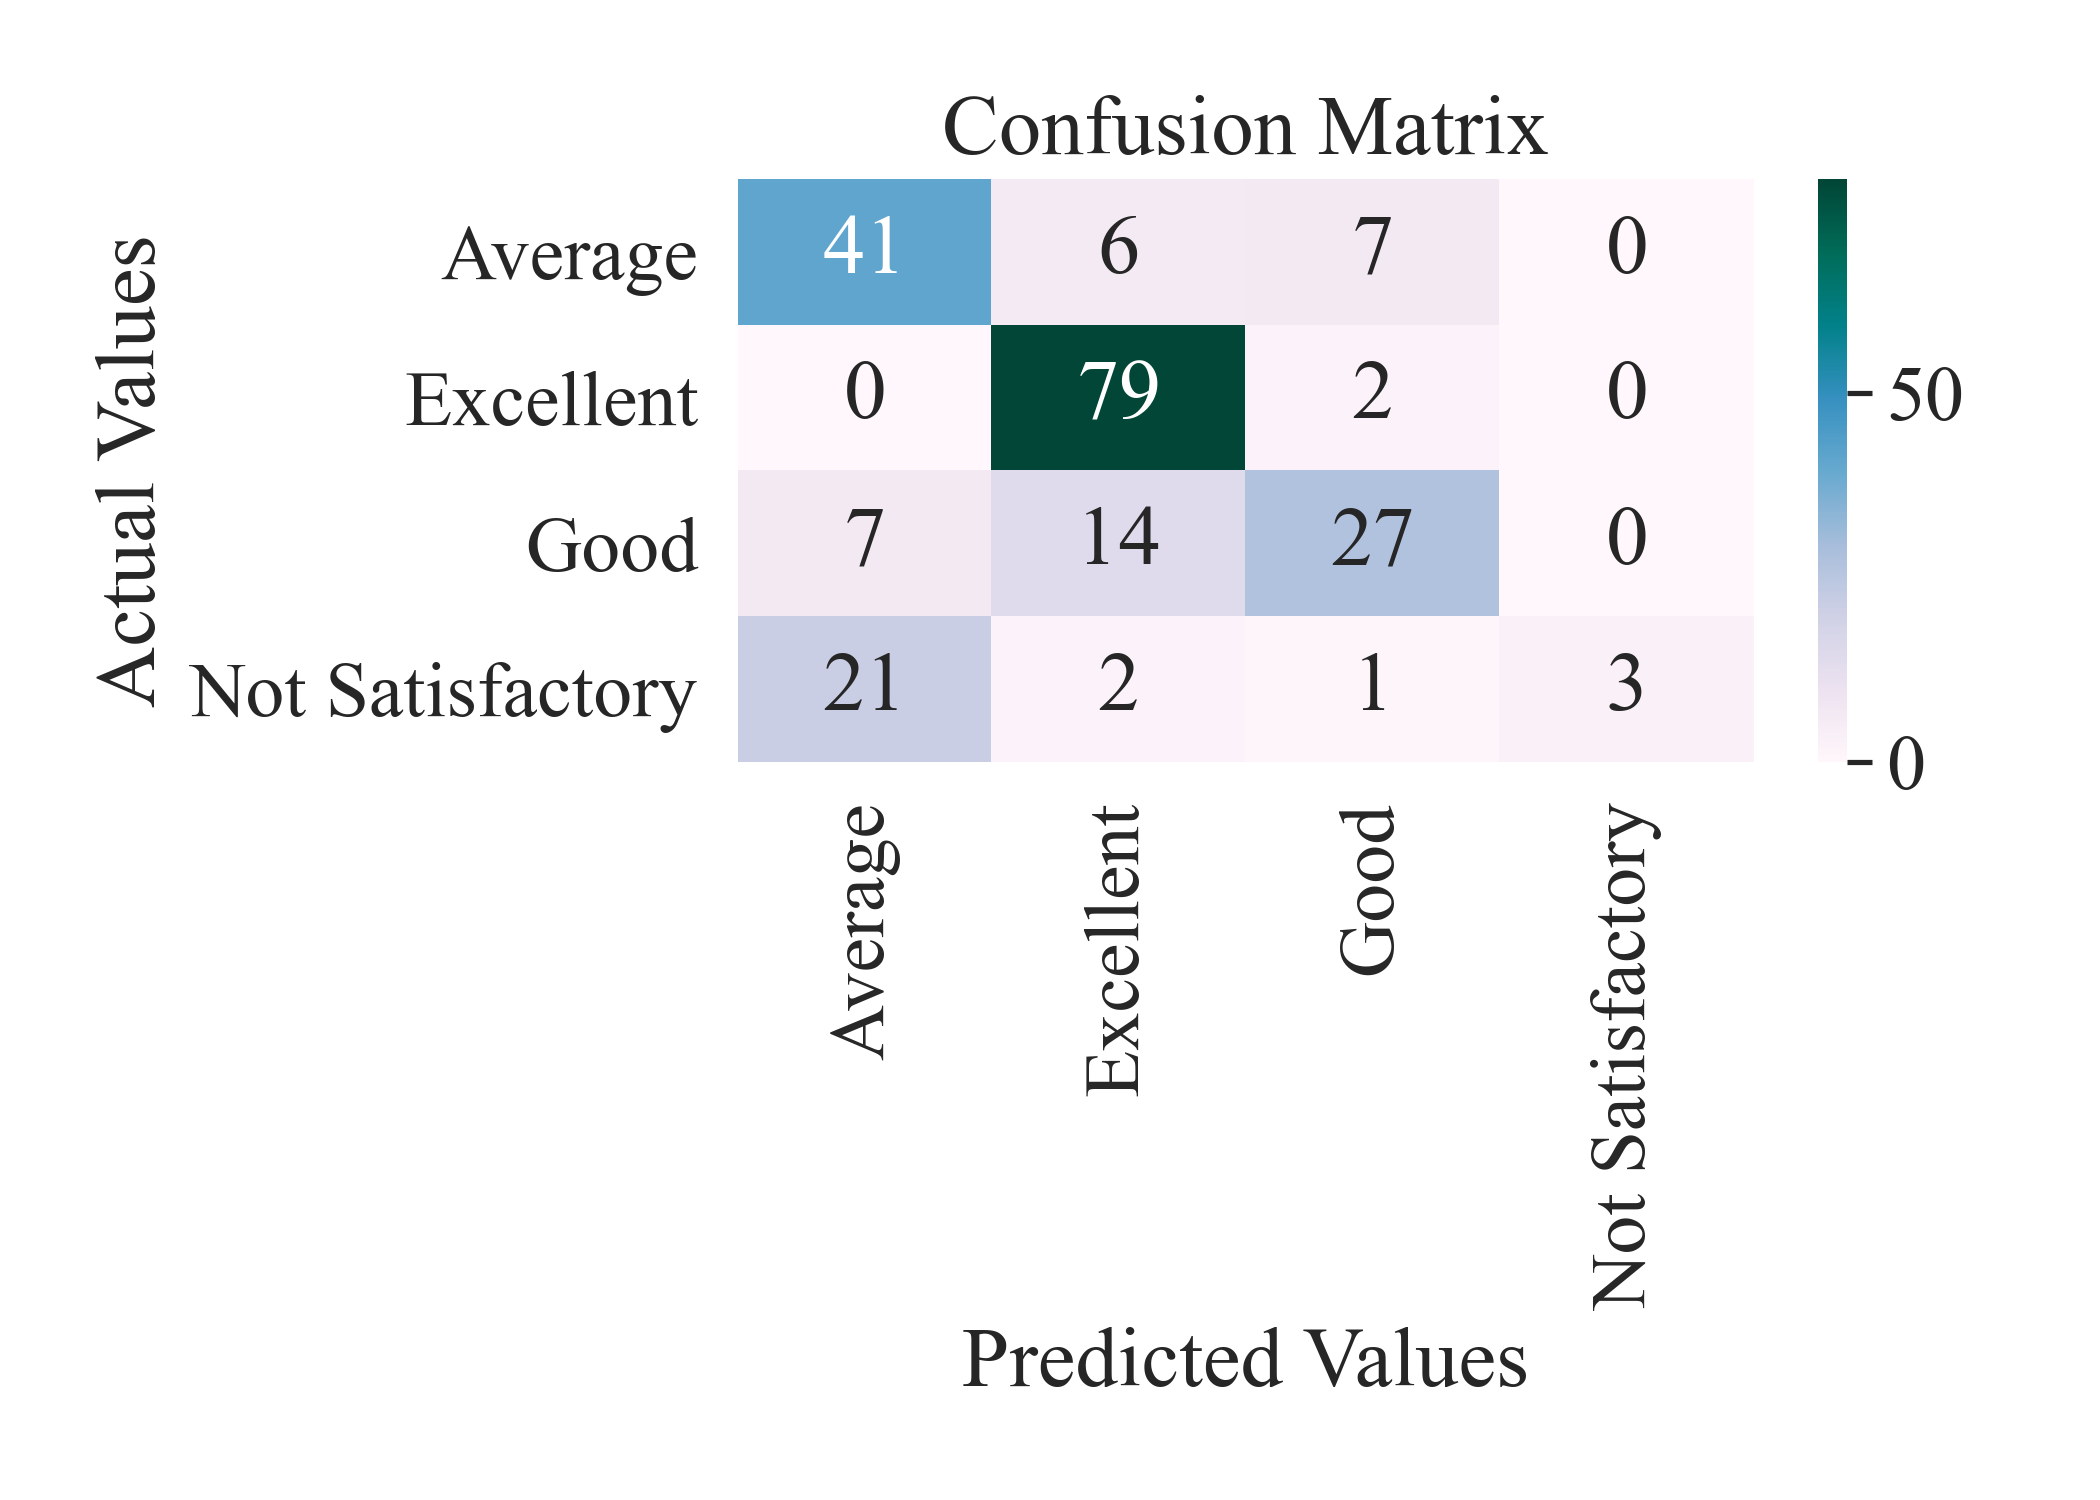 Confusion Matrix
Actual Values
Average 41 6 7 0
Excellent 0 79 2 0
Good 7 14 27 0
Not Satisfactory 21 2 1 3
50
0
Average Excellent Good Not Satisfactory
Predicted Values